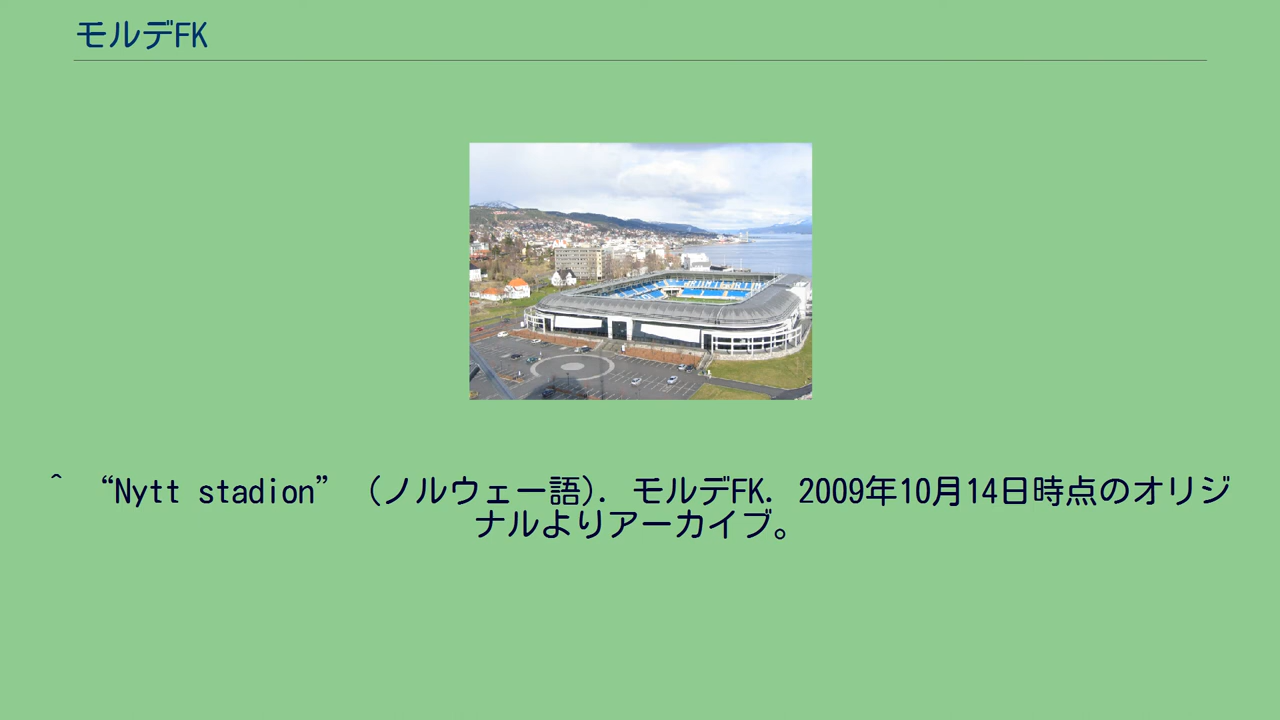 モルデFK
^ “Nytt stadion” (ノルウェー語). モルデFK. 2009年10月14日時点のオリジ
ナルよりアーカイブ。